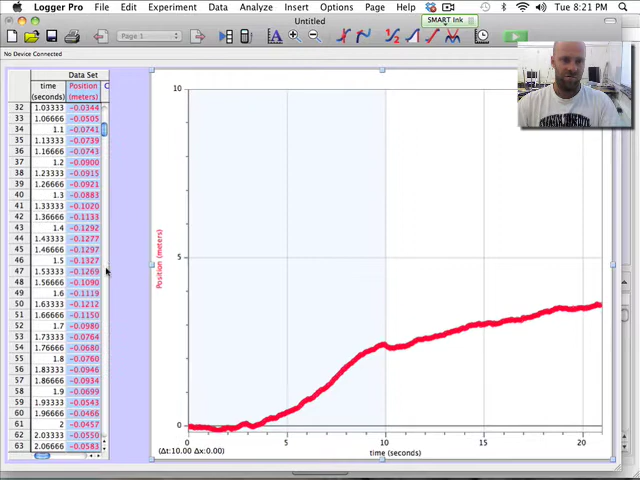 Logger Pro File Edit Experiment Data Analyze Insert Options Page Tue 8:21 PM
SMART Ink
Untitled
Page 1
No Device Connected
Data Set
time (seconds) Position (meters) C
32 1.03333 -0.0344
33 1.06666 -0.0505
34 1.1 -0.0741
35 1.13333 -0.0739
36 1.16666 -0.0743
37 1.2 -0.0900
38 1.23333 -0.0915
39 1.26666 -0.0921
40 1.3 -0.0883
41 1.33333 -0.1020
42 1.36666 -0.1133
43 1.4 -0.1292
44 1.43333 -0.1277
45 1.46666 -0.1297
46 1.5 -0.1327
47 1.53333 -0.1269
48 1.56666 -0.1090
49 1.6 -0.1119
50 1.63333 -0.1212
51 1.66666 -0.1150
52 1.7 -0.0980
53 1.73333 -0.0764
54 1.76666 -0.0680
55 1.8 -0.0760
56 1.83333 -0.0946
57 1.86666 -0.0934
58 1.9 -0.0699
59 1.93333 -0.0543
60 1.96666 -0.0466
61 2 -0.0457
62 2.03333 -0.0550
63 2.06666 -0.0583
10
5
0
Position (meters)
0 5 10 15 20
(Δt:10.00 Δx:0.00)
time (seconds)